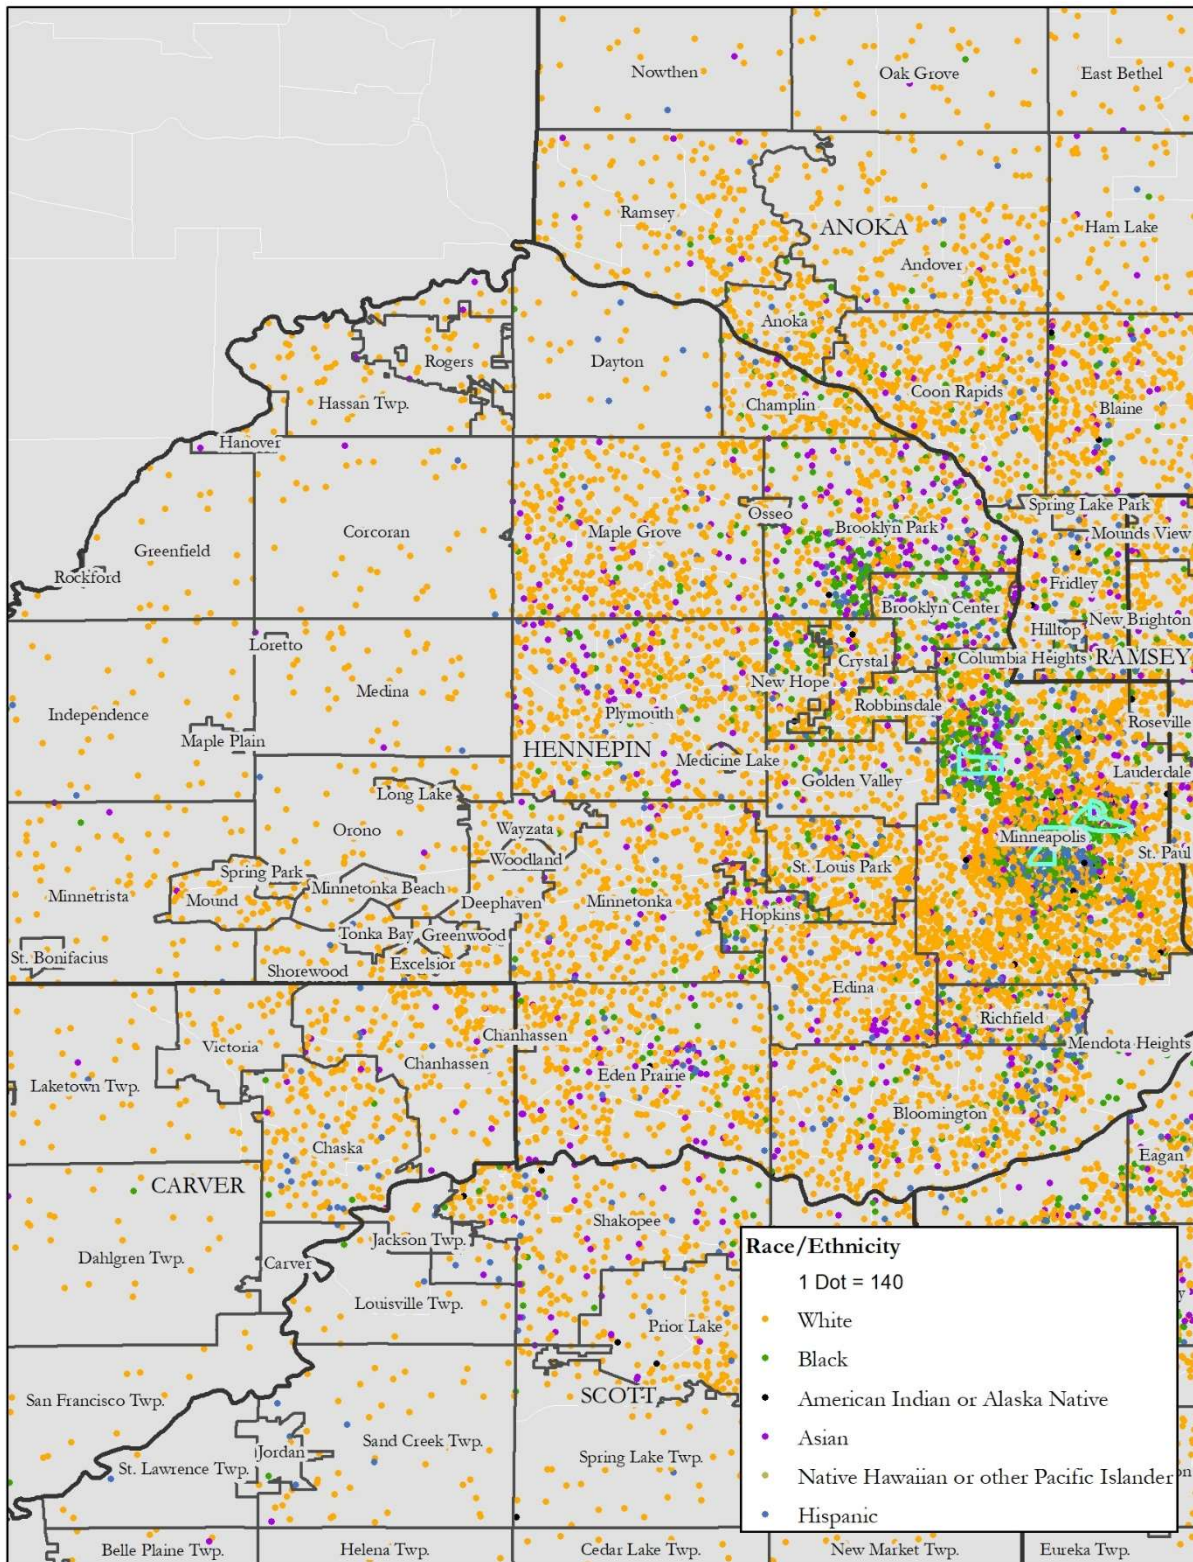 Nowthen
Oak Grove
East Bethel
Ramsey
ANOKA
Ham Lake
Andover
Anoka
Rogers
Dayton
Hassan Twp.
Champlin
Coon Rapids
Blaine
Hanover
Corcoran
Maple Grove
Osseo
Brooklyn Park
Spring Lake Park
Mounds View
Greenfield
Rockford
Fridley
Brooklyn Center
New Brighton
Hilltop
Loretto
Crystal
Columbia Heights
RAMSEY
Medina
New Hope
Independence
Plymouth
Robbinsdale
Roseville
Maple Plain
HENNEPIN
Medicine Lake
Golden Valley
Lauderdale
Long Lake
Orono
Wayzata
Minneapolis
St. Paul
Woodland
St. Louis Park
Spring Park
Minnetonka Beach
Minnetrista
Mound
Deephaven
Minnetonka
Hopkins
Tonka Bay
Greenwood
St. Bonifacius
Excelsior
Shorewood
Edina
Richfield
Victoria
Chanhassen
Chanhassen
Mendota Heights
Laketown Twp.
Eden Prairie
Bloomington
Chaska
Eagan
CARVER
Shakopee
Jackson Twp.
Dahlgren Twp.
Carver
Louisville Twp.
Prior Lake
SCOTT
San Francisco Twp.
Sand Creek Twp.
Jordan
St. Lawrence Twp.
Spring Lake Twp.
Belle Plaine Twp.
Helena Twp.
Cedar Lake Twp.
New Market Twp.
Eureka Twp.
Race/Ethnicity
1 Dot = 140
White
Black
American Indian or Alaska Native
Asian
Native Hawaiian or other Pacific Islander
Hispanic